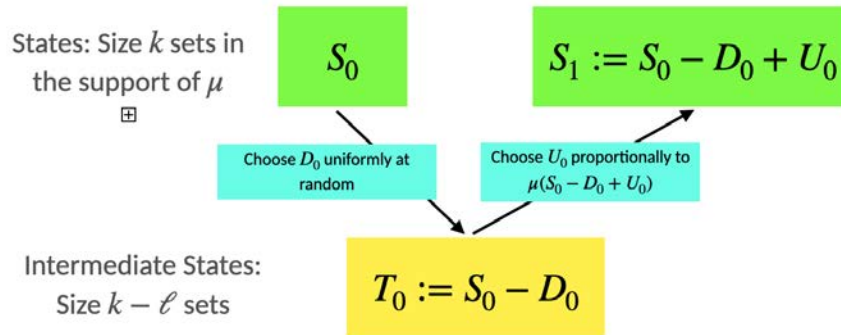 States: Size k sets in
the support of μ
S₀
S₁ := S₀ − D₀ + U₀
Choose D₀ uniformly at
random
Choose U₀ proportionally to
μ(S₀ − D₀ + U₀)
Intermediate States:
Size k − ℓ sets
T₀ := S₀ − D₀